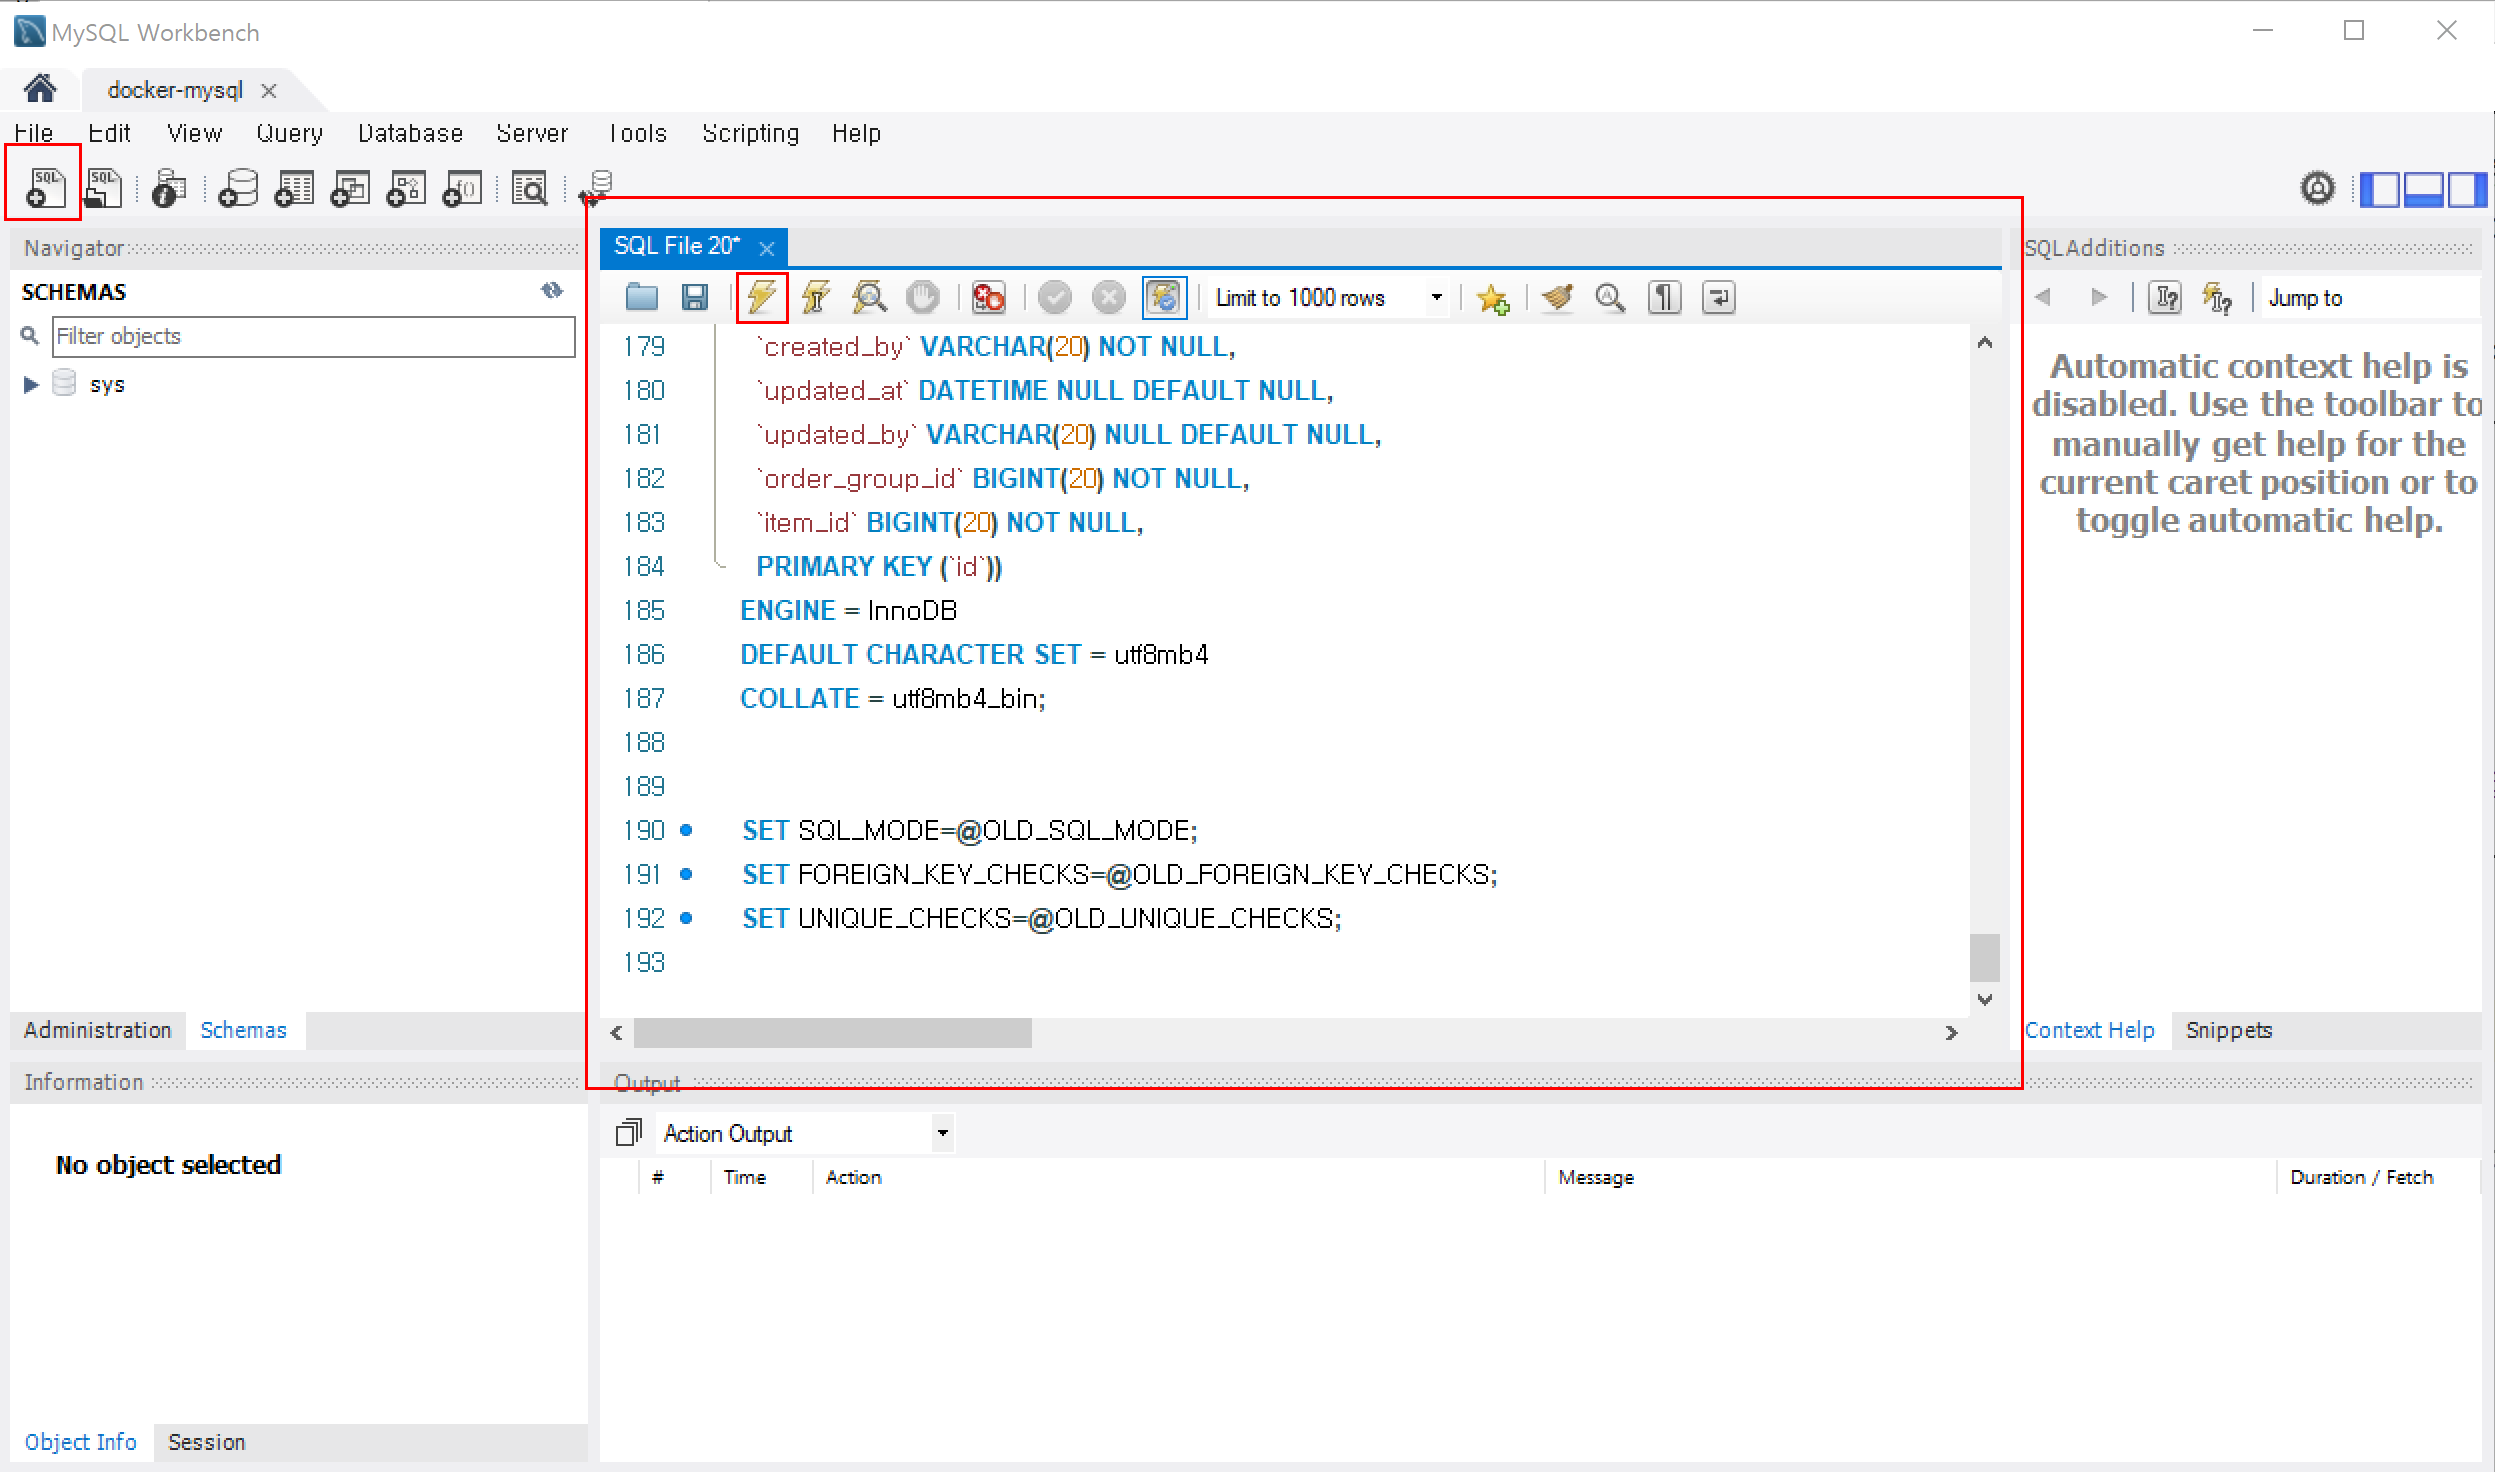 MySQL Workbench
docker-mysql
File Edit View Query Database Server Tools Scripting Help
Navigator
SCHEMAS
Filter objects
sys
Administration Schemas
Information
No object selected
Object Info Session
SQL File 20*
Limit to 1000 rows
179 `created_by` VARCHAR(20) NOT NULL,
180 `updated_at` DATETIME NULL DEFAULT NULL,
181 `updated_by` VARCHAR(20) NULL DEFAULT NULL,
182 `order_group_id` BIGINT(20) NOT NULL,
183 `item_id` BIGINT(20) NOT NULL,
184 PRIMARY KEY (`id`))
185 ENGINE = InnoDB
186 DEFAULT CHARACTER SET = utf8mb4
187 COLLATE = utf8mb4_bin;
188
189
190 SET SQL_MODE=@OLD_SQL_MODE;
191 SET FOREIGN_KEY_CHECKS=@OLD_FOREIGN_KEY_CHECKS;
192 SET UNIQUE_CHECKS=@OLD_UNIQUE_CHECKS;
193
SQLAdditions
Jump to
Automatic context help is
disabled. Use the toolbar to
manually get help for the
current caret position or to
toggle automatic help.
Context Help Snippets
Output
Action Output
# Time Action Message Duration / Fetch